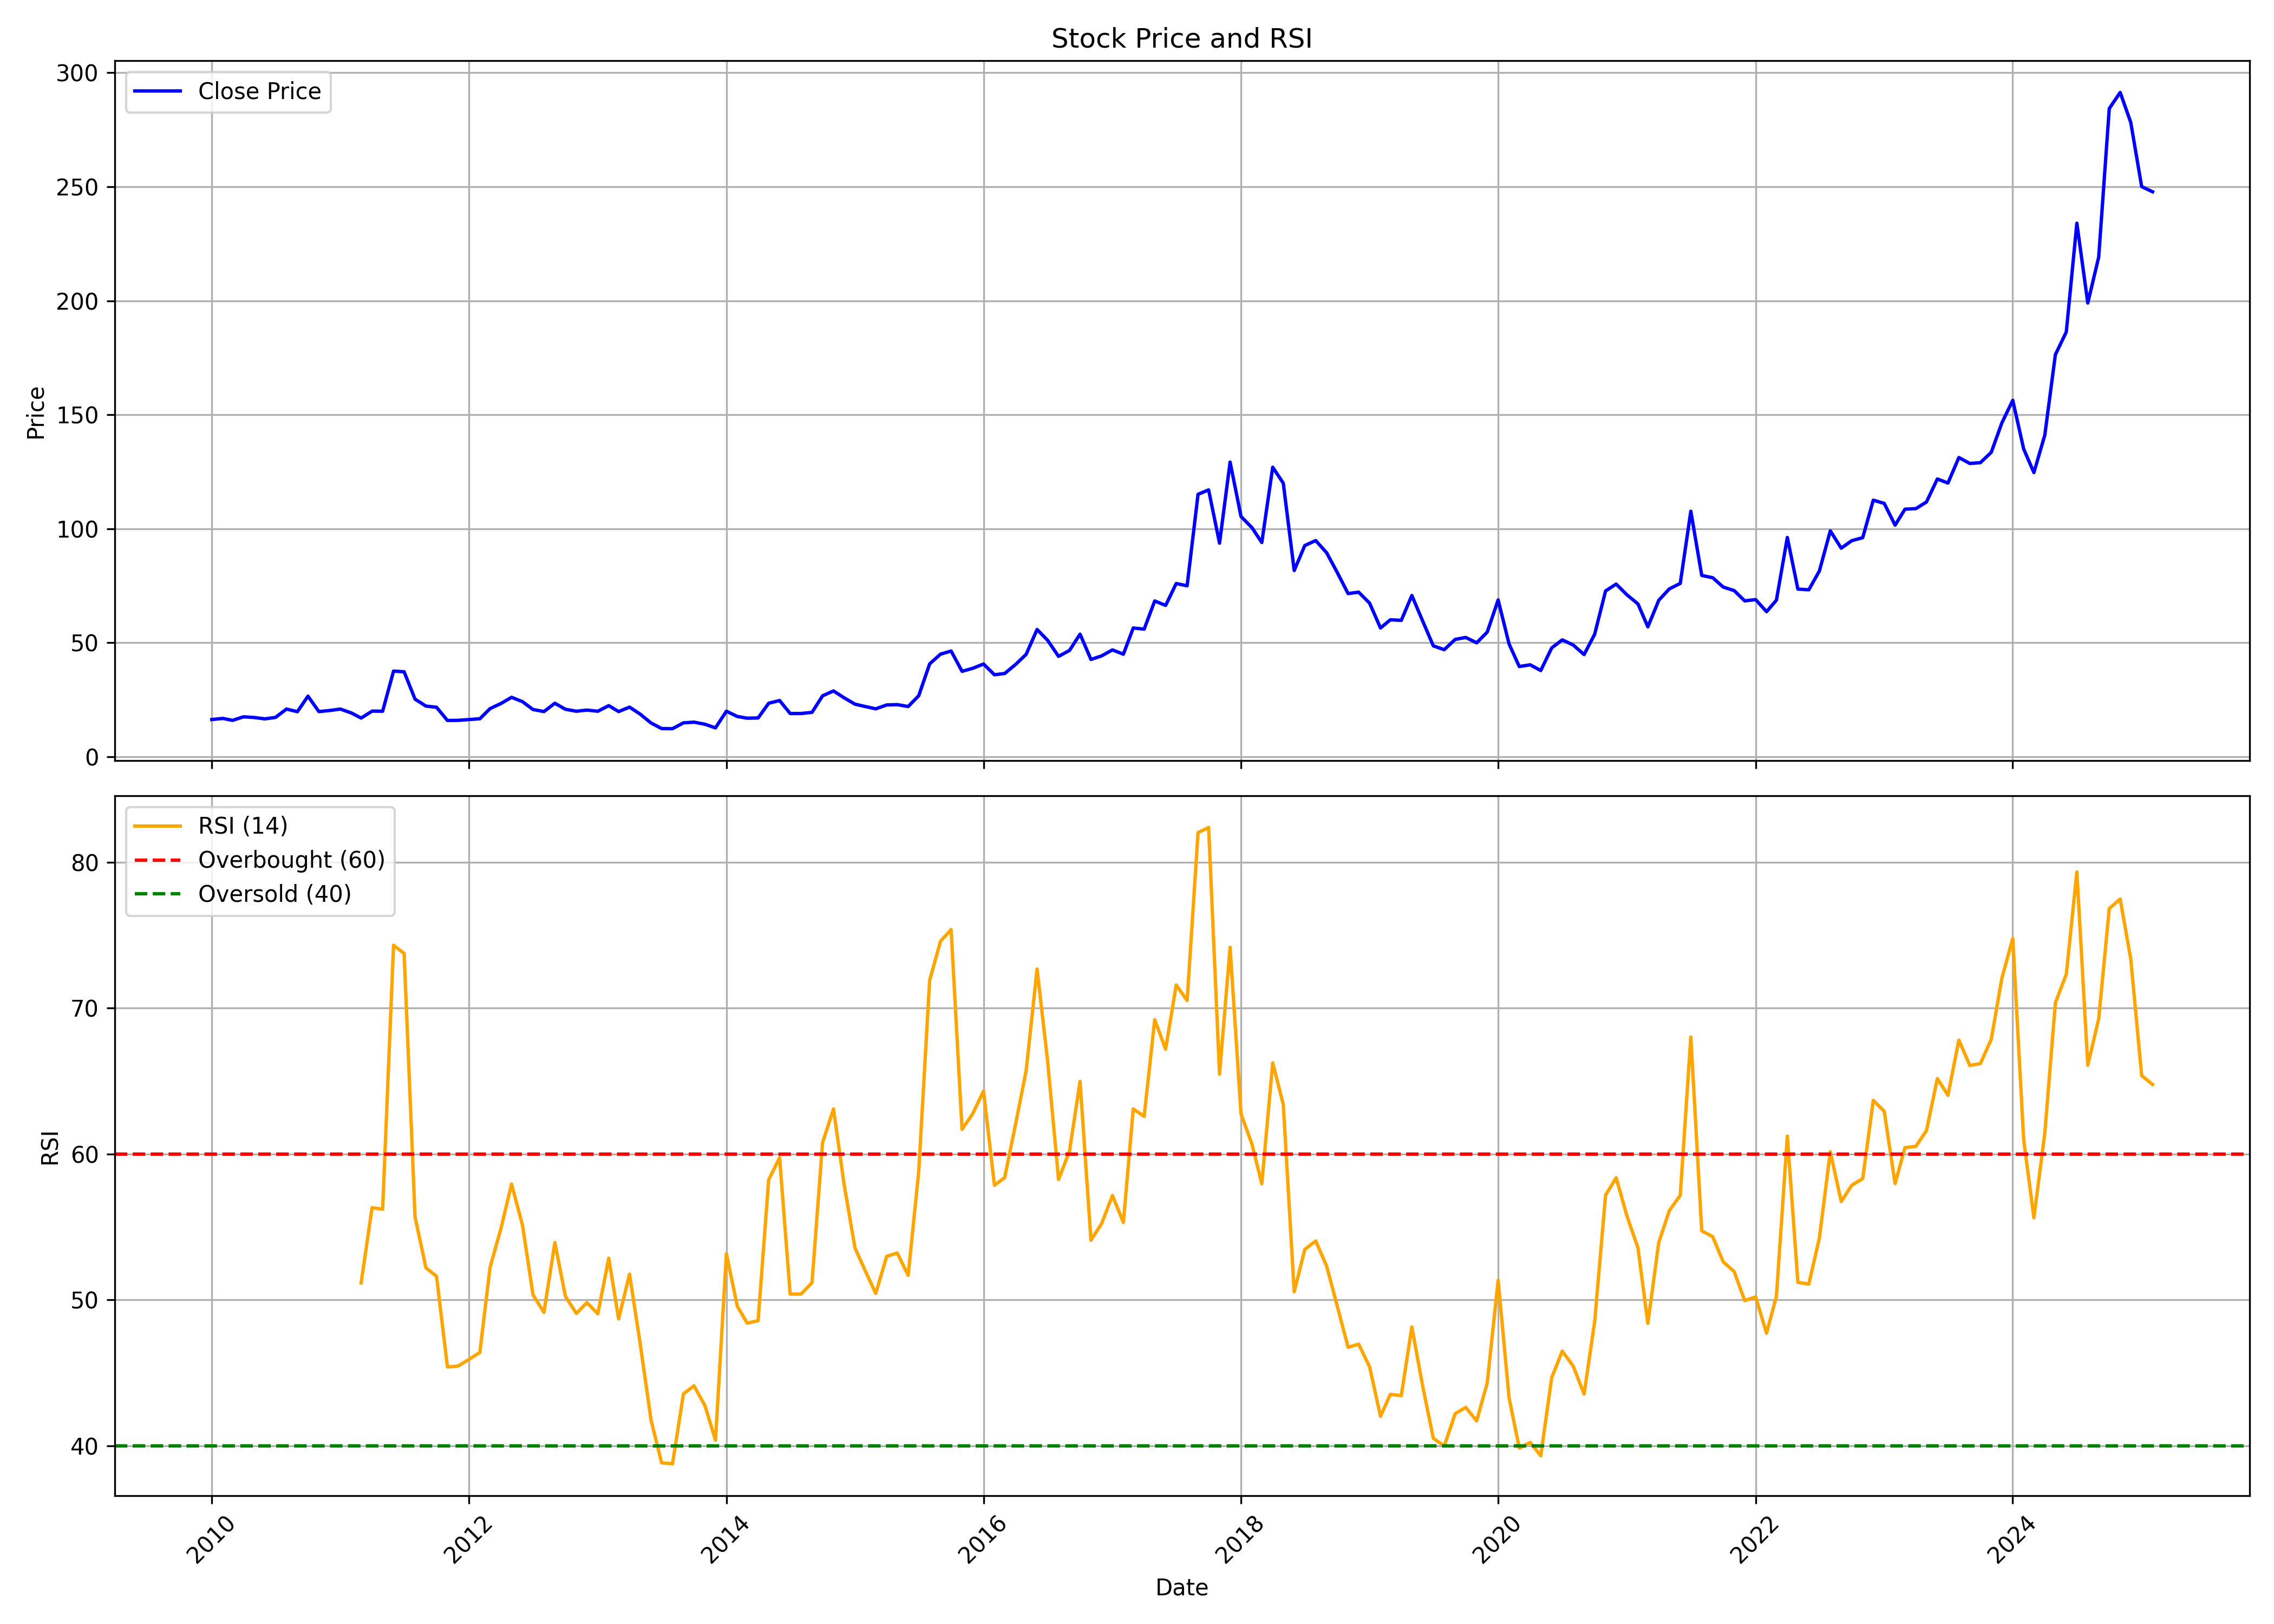 Stock Price and RSI
Close Price
300
250
200
150
100
50
0
Price
RSI (14)
Overbought (60)
Oversold (40)
80
70
60
50
40
RSI
2010
2012
2014
2016
2018
2020
2022
2024
Date